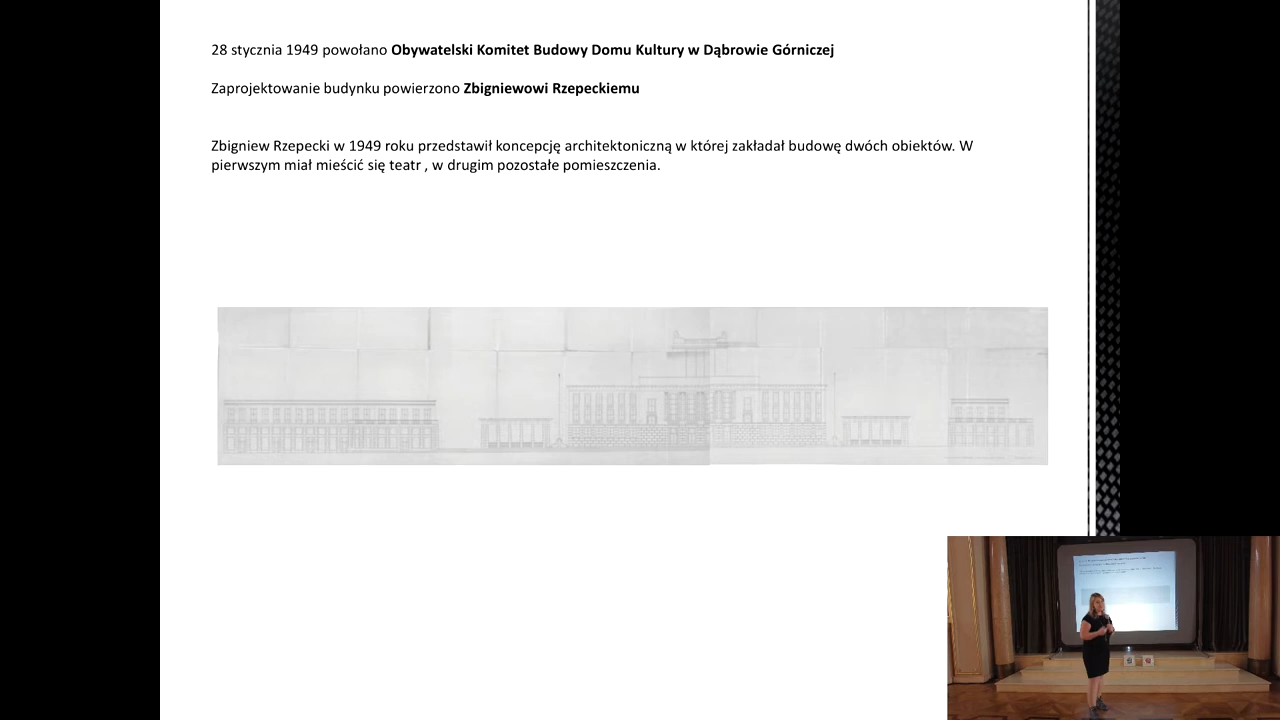 28 stycznia 1949 powołano Obywatelski Komitet Budowy Domu Kultury w Dąbrowie Górniczej
Zaprojektowanie budynku powierzono Zbigniewowi Rzepeckiemu
Zbigniew Rzepecki w 1949 roku przedstawił koncepcję architektoniczną w której zakładał budowę dwóch obiektów. W
pierwszym miał mieścić się teatr , w drugim pozostałe pomieszczenia.